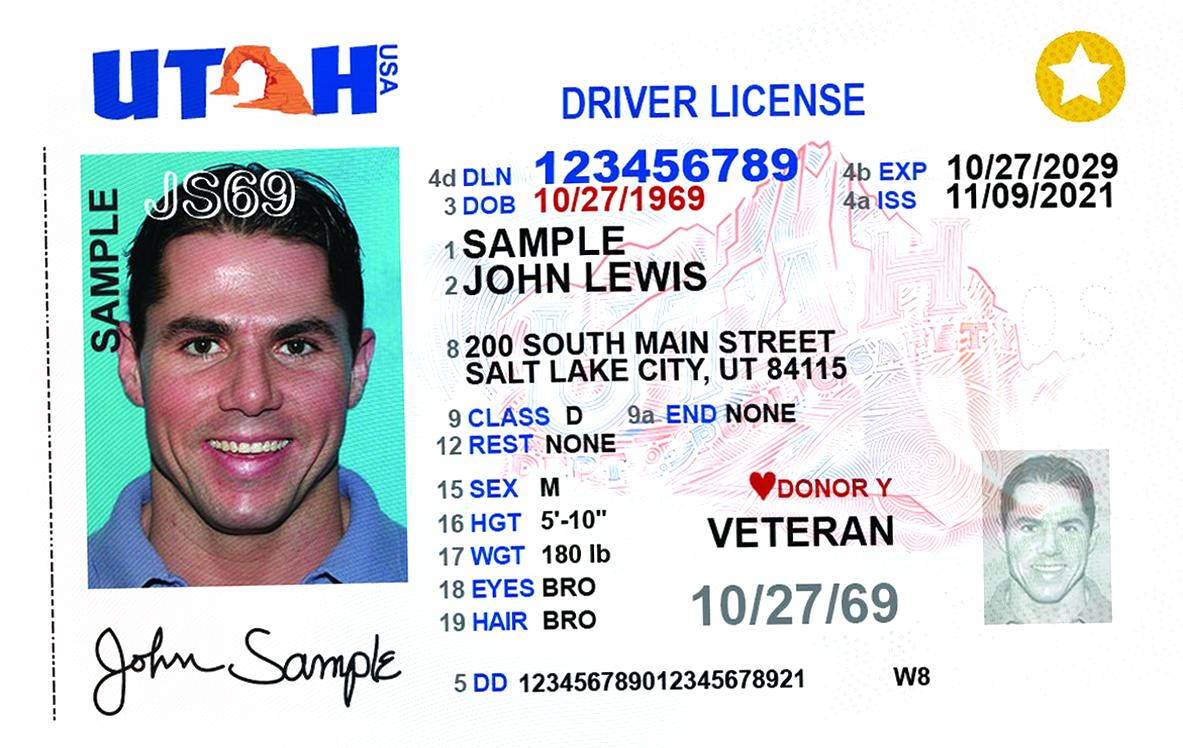 UTAH USA
DRIVER LICENSE
SAMPLE
JS69
4d DLN 123456789
3 DOB 10/27/1969
4b EXP 10/27/2029
4a ISS 11/09/2021
1 SAMPLE
2 JOHN LEWIS
8 200 SOUTH MAIN STREET
SALT LAKE CITY, UT 84115
9 CLASS D 9a END NONE
12 REST NONE
15 SEX M
16 HGT 5'-10"
17 WGT 180 lb
18 EYES BRO
19 HAIR BRO
♥DONOR Y
VETERAN
10/27/69
John Sample
5 DD 123456789012345678921 W8